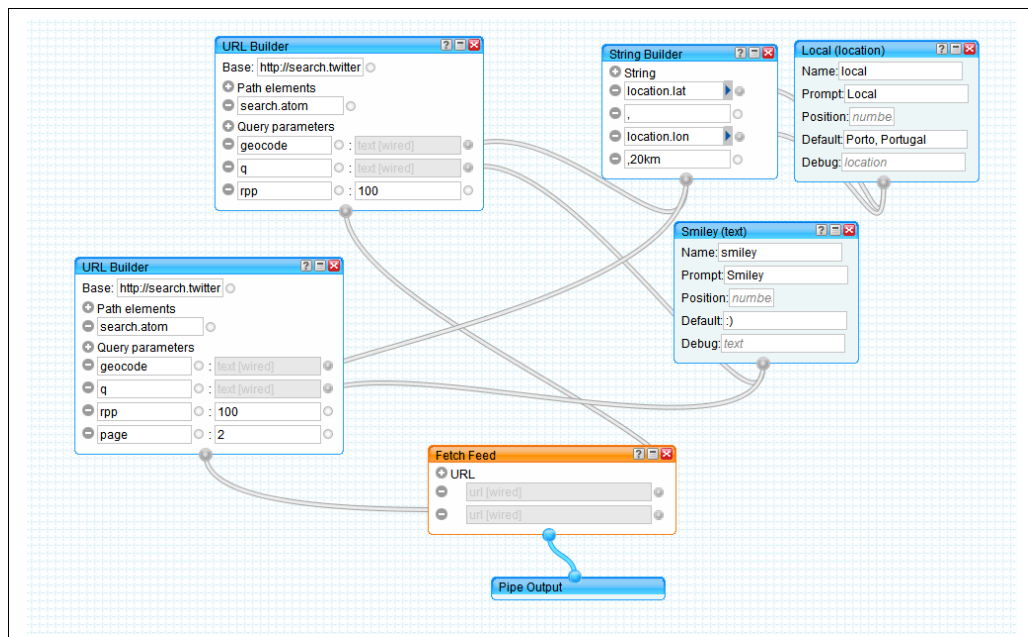 URL Builder
Base: http://search.twitter
Path elements
search.atom
Query parameters
geocode : text [wired]
q : text [wired]
rpp : 100
String Builder
String
location.lat
,
location.lon
,20km
Local (location)
Name: local
Prompt: Local
Position: numbe
Default: Porto, Portugal
Debug: location
Smiley (text)
Name: smiley
Prompt: Smiley
Position: numbe
Default: :)
Debug: text
URL Builder
Base: http://search.twitter
Path elements
search.atom
Query parameters
geocode : text [wired]
q : text [wired]
rpp : 100
page : 2
Fetch Feed
URL
url [wired]
url [wired]
Pipe Output